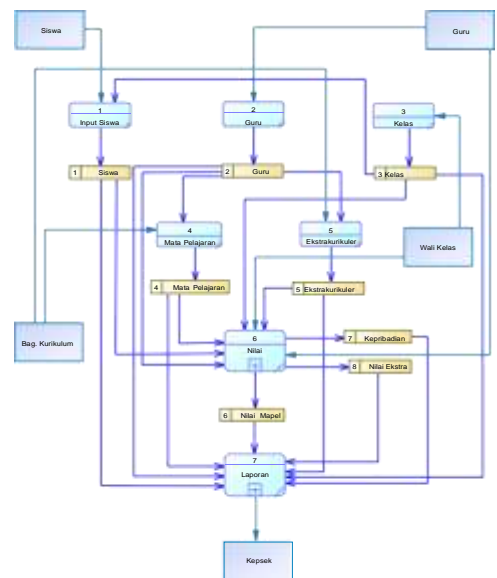 Siswa
Guru
1
Input Siswa
2
Guru
3
Kelas
1 Siswa
2 Guru
3 Kelas
4
Mata Pelajaran
5
Ekstrakurikuler
Wali Kelas
4 Mata Pelajaran
5 Ekstrakurikuler
Bag. Kurikulum
6
Nilai
7 Kepribadian
8 Nilai Ekstra
6 Nilai Mapel
7
Laporan
Kepsek